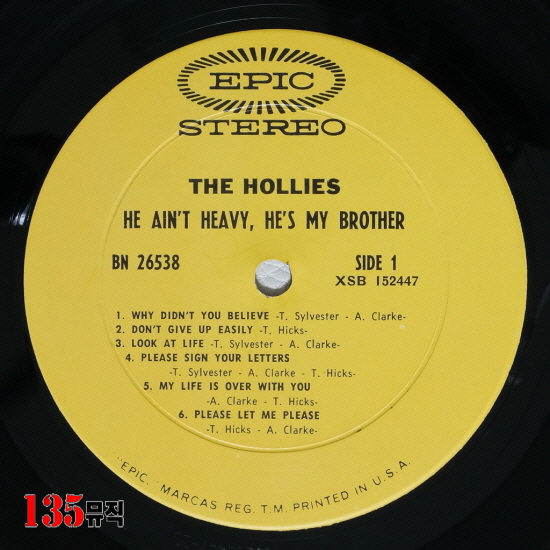 EPIC
STEREO
THE HOLLIES
HE AIN'T HEAVY, HE'S MY BROTHER
BN 26538 SIDE 1
XSB 152447
1. WHY DIDN'T YOU BELIEVE -T. Sylvester - A. Clarke-
2. DON'T GIVE UP EASILY -T. Hicks-
3. LOOK AT LIFE -T. Sylvester - A. Clarke-
4. PLEASE SIGN YOUR LETTERS
-T. Sylvester - A. Clarke - T. Hicks-
5. MY LIFE IS OVER WITH YOU
-A. Clarke - T. Hicks-
6. PLEASE LET ME PLEASE
-T. Hicks - A. Clarke-
"EPIC," MARCAS REG. T.M. PRINTED IN U.S.A.
135뮤직